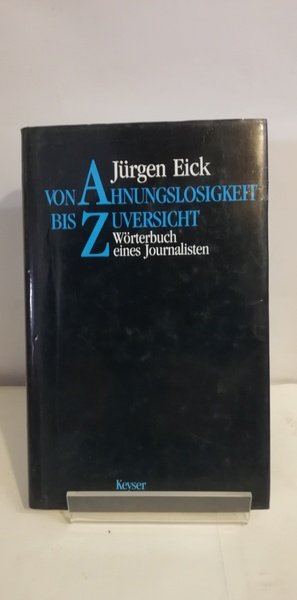 Jürgen Eick
VON AHNUNGSLOSIGKEIT
BIS ZUVERSICHT
Wörterbuch
eines Journalisten
Keyser